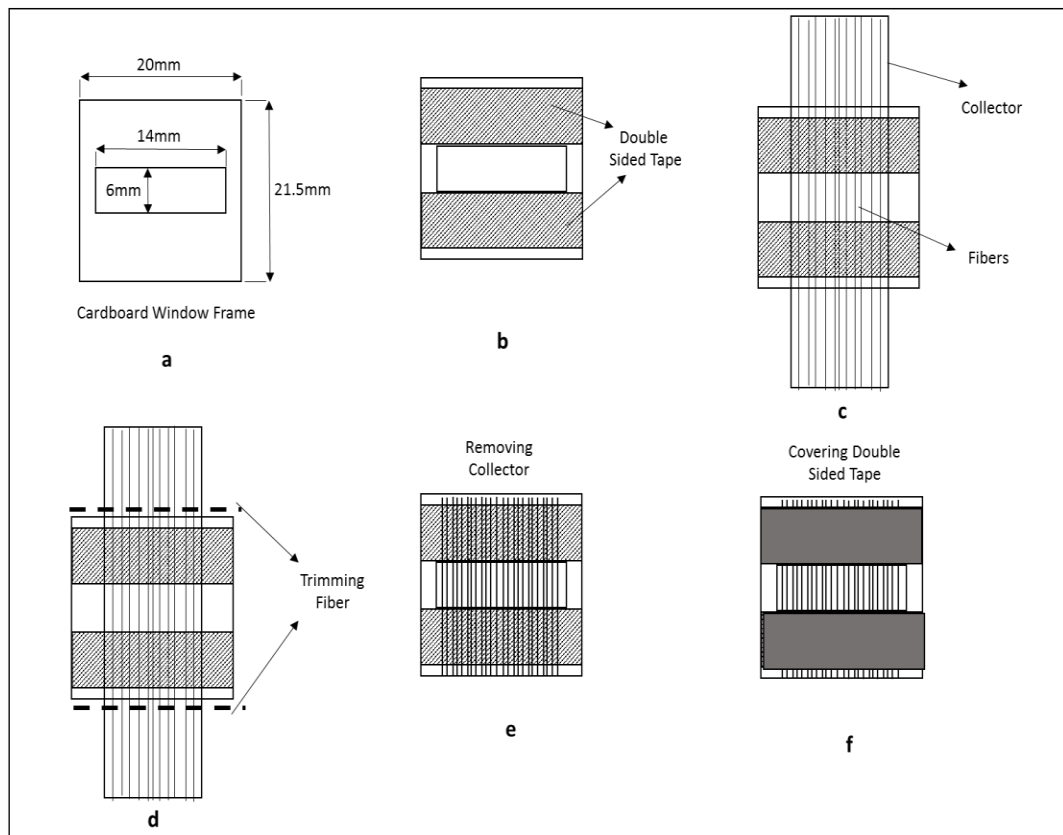 20mm
14mm
6mm
21.5mm
Cardboard Window Frame
a
Double
Sided Tape
b
Collector
Fibers
c
Trimming
Fiber
d
Removing
Collector
e
Covering Double
Sided Tape
f